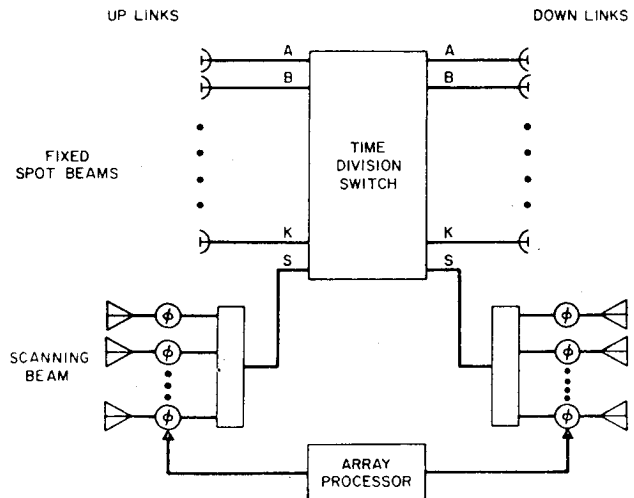 UP LINKS
DOWN LINKS
A
A
B
B
FIXED
SPOT BEAMS
TIME
DIVISION
SWITCH
K
K
S
S
ϕ
ϕ
SCANNING
BEAM
ϕ
ϕ
ϕ
ϕ
ARRAY
PROCESSOR